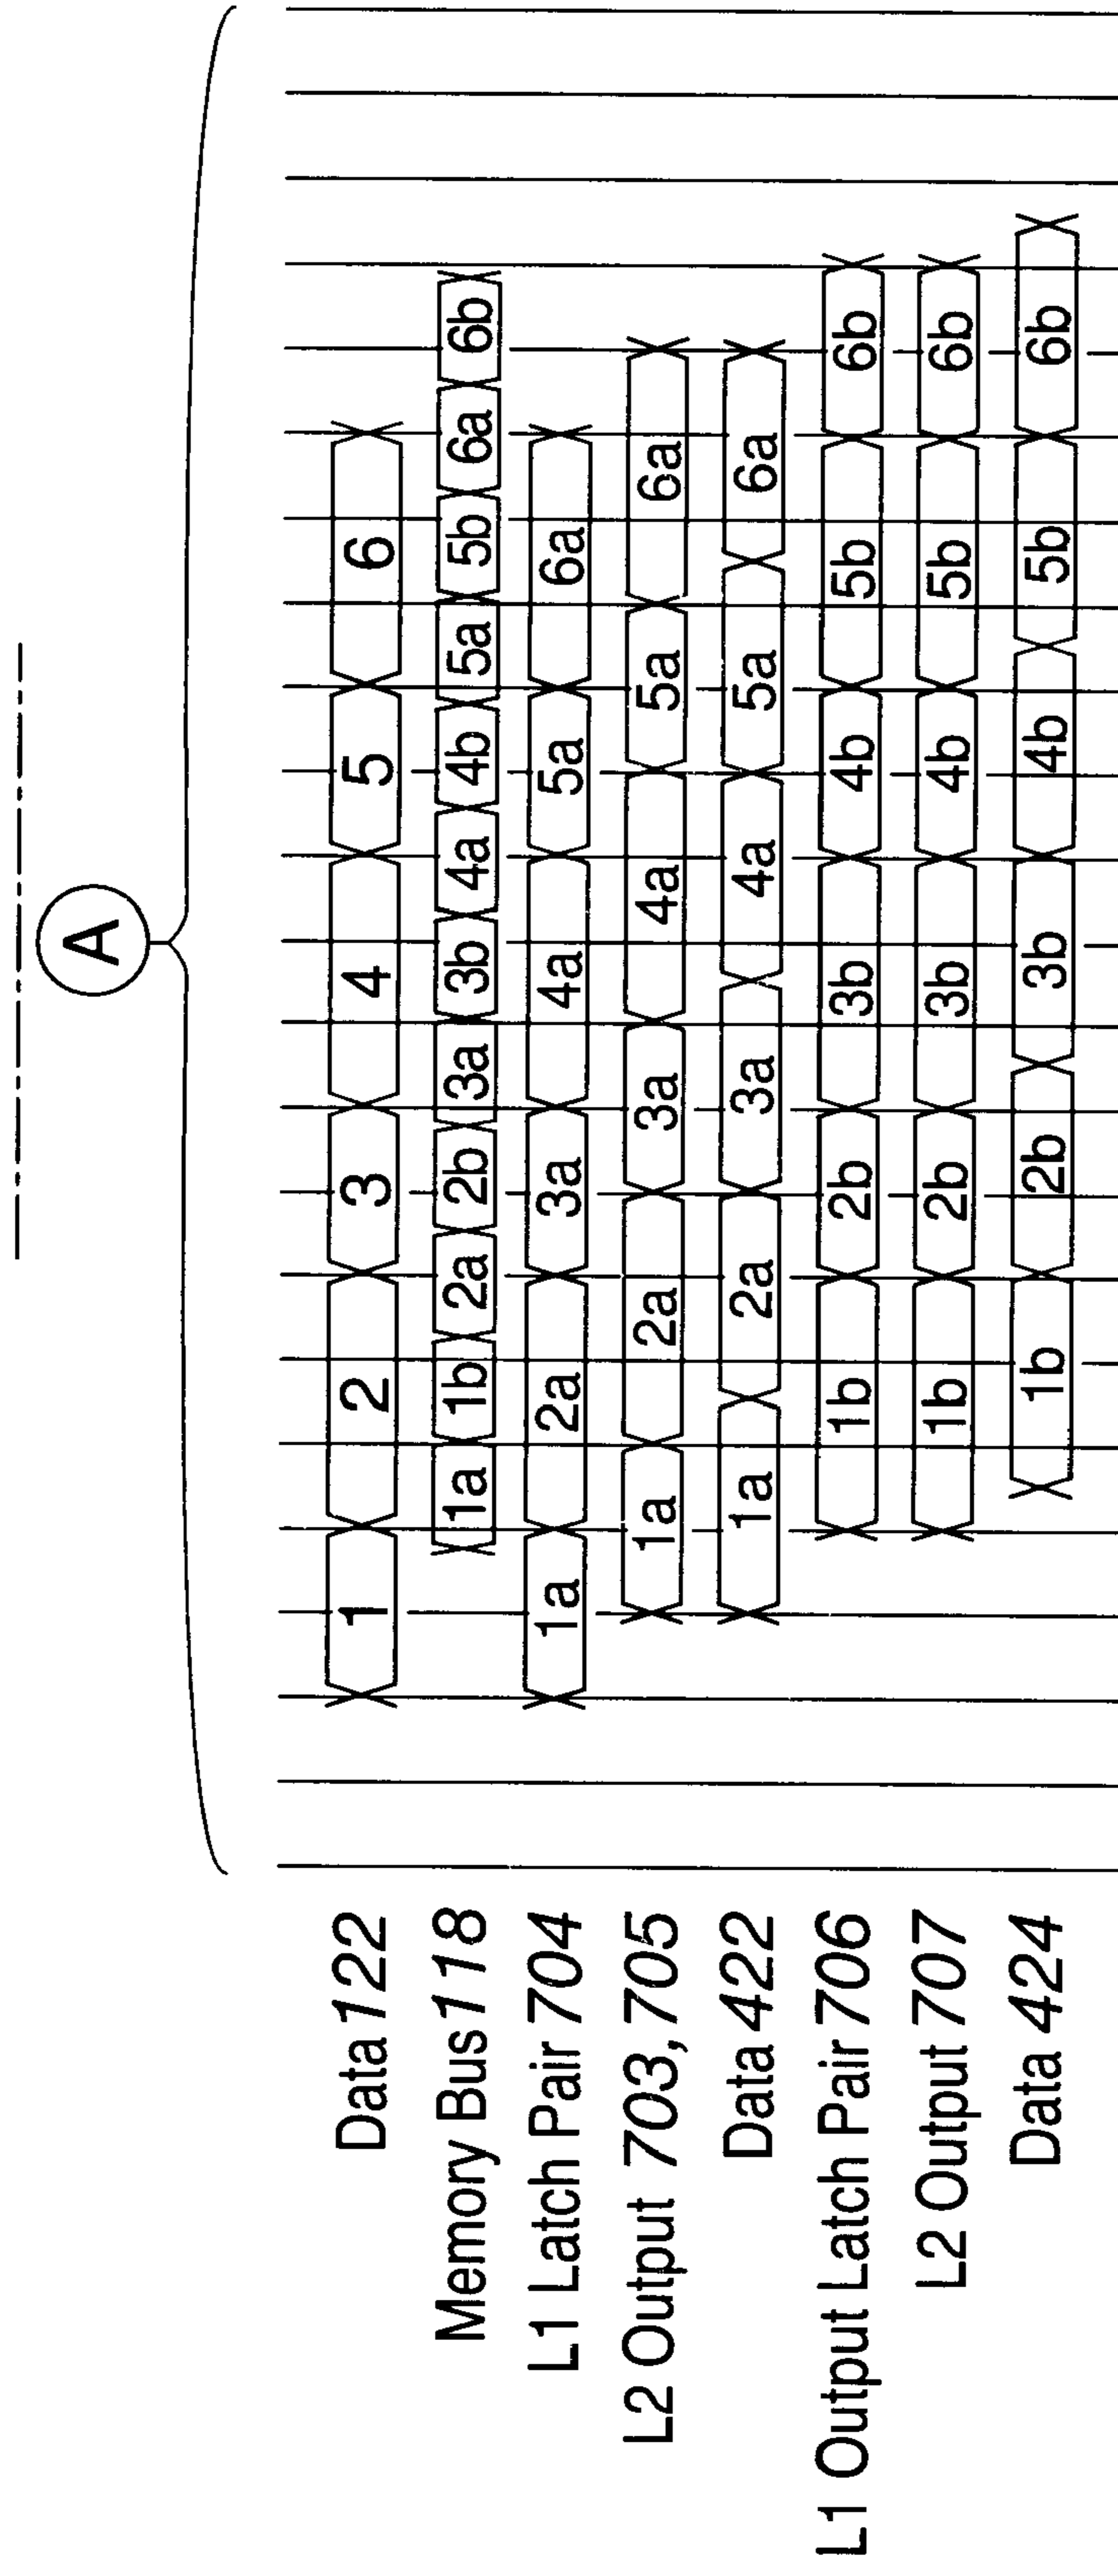 A
Data 122 1 2 3 4 5 6
Memory Bus 118 1a 1b 2a 2b 3a 3b 4a 4b 5a 5b 6a 6b
L1 Latch Pair 704 1a 2a 3a 4a 5a 6a
L2 Output 703,705 1a 2a 3a 4a 5a 6a
Data 422 1a 2a 3a 4a 5a 6a
L1 Output Latch Pair 706 1b 2b 3b 4b 5b 6b
L2 Output 707 1b 2b 3b 4b 5b 6b
Data 424 1b 2b 3b 4b 5b 6b